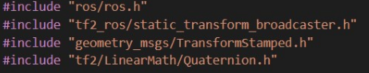 #include "ros/ros.h"
#include "tf2_ros/static_transform_broadcaster.h"
#include "geometry_msgs/TransformStamped.h"
#include "tf2/LinearMath/Quaternion.h"